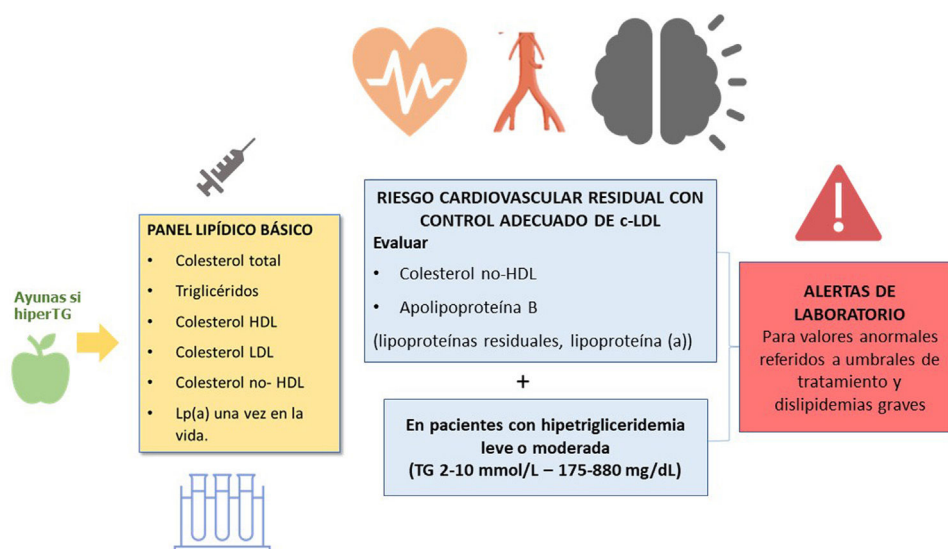 Ayunas si
hiperTG
PANEL LIPÍDICO BÁSICO
• Colesterol total
• Triglicéridos
• Colesterol HDL
• Colesterol LDL
• Colesterol no- HDL
• Lp(a) una vez en la
vida.
RIESGO CARDIOVASCULAR RESIDUAL CON
CONTROL ADECUADO DE c-LDL
Evaluar
• Colesterol no-HDL
• Apolipoproteína B
(lipoproteínas residuales, lipoproteína (a))
+
En pacientes con hipetrigliceridemia
leve o moderada
(TG 2-10 mmol/L – 175-880 mg/dL)
ALERTAS DE
LABORATORIO
Para valores anormales
referidos a umbrales de
tratamiento y
dislipidemias graves